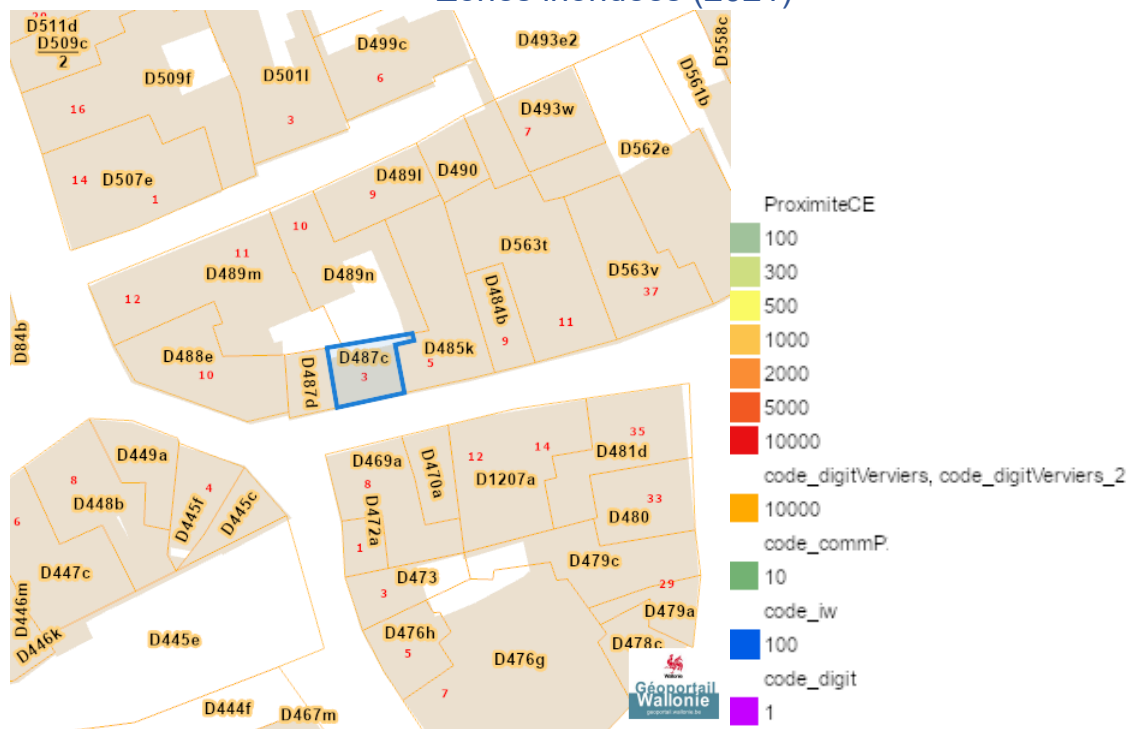 Zones inondées (2021)
20
D511d
D509c
2
D509f
D501l
D499c
D493e2
D558c
D561b
16
3
6
D493w
7
D562e
14
D507e
1
D489l
9
D490
10
11
D489m
D489n
D563t
D563v
37
12
D84b
D484b
11
D488e
10
D487d
D487c
3
D485k
5
9
D449a
8
D448b
4
D445f
D445c
6
D447c
D446m
D446k
D445e
D444f
D467m
D469a
8
D470a
12
14
D1207a
35
D481d
33
D480
D472a
1
D473
3
D479c
29
D479a
D476h
5
D476g
D478c
7
Wallonie
Géoportail
Wallonie
geoportail.wallonie.be
ProximiteCE
100
300
500
1000
2000
5000
10000
code_digitVerviers, code_digitVerviers_2
10000
code_commP.
10
code_iw
100
code_digit
1